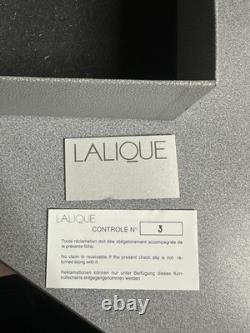 LALIQUE
LALIQUE
CONTROLE N° 3
Toute réclamation doit être obligatoirement accompagnée de
la présente fiche.
No claim is receivable if the present check slip is not re-
turned along with it.
Reklamationen können nur unter Beifügung dieses Kon-
trollscheins entgegengenommen werden.